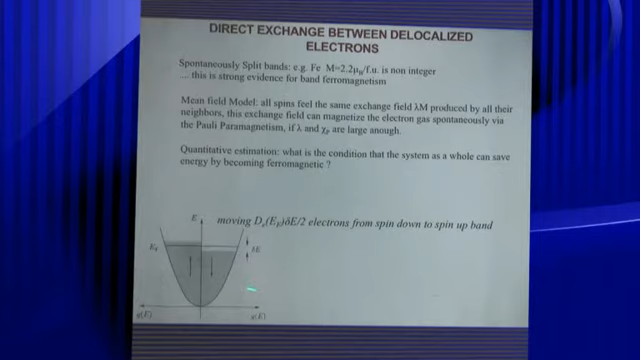 DIRECT EXCHANGE BETWEEN DELOCALIZED
ELECTRONS
Spontaneously Split bands: e.g. Fe M=2.2μB/f.u. is non integer
... this is strong evidence for band ferromagnetism
Mean field Model: all spins feel the same exchange field λM produced by all their
neighbors, this exchange field can magnetize the electron gas spontaneously via
the Pauli Paramagnetism, if λ and χP are large anough.
Quantitative estimation: what is the condition that the system as a whole can save
energy by becoming ferromagnetic ?
moving Ds(EF)δE/2 electrons from spin down to spin up band
E
EF
δE
g(E)
g(E)